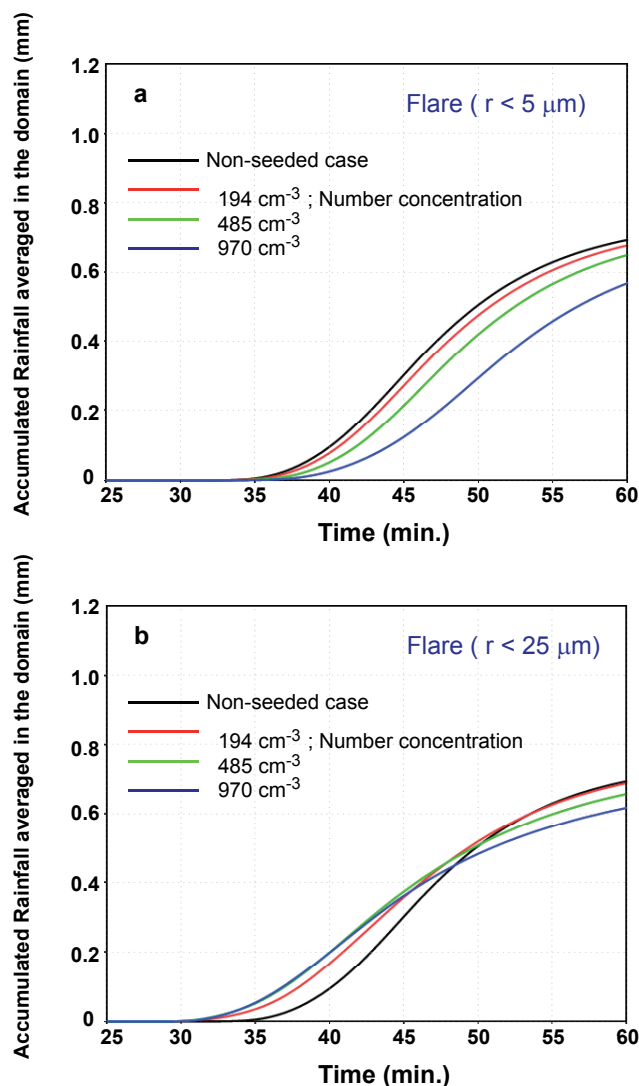 Accumulated Rainfall averaged in the domain (mm)
1.2
1.0
0.8
0.6
0.4
0.2
0
a
Flare ( r < 5 μm)
Non-seeded case
194 cm⁻³ ; Number concentration
485 cm⁻³
970 cm⁻³
25 30 35 40 45 50 55 60
Time (min.)
Accumulated Rainfall averaged in the domain (mm)
1.2
1.0
0.8
0.6
0.4
0.2
0
b
Flare ( r < 25 μm)
Non-seeded case
194 cm⁻³ ; Number concentration
485 cm⁻³
970 cm⁻³
25 30 35 40 45 50 55 60
Time (min.)